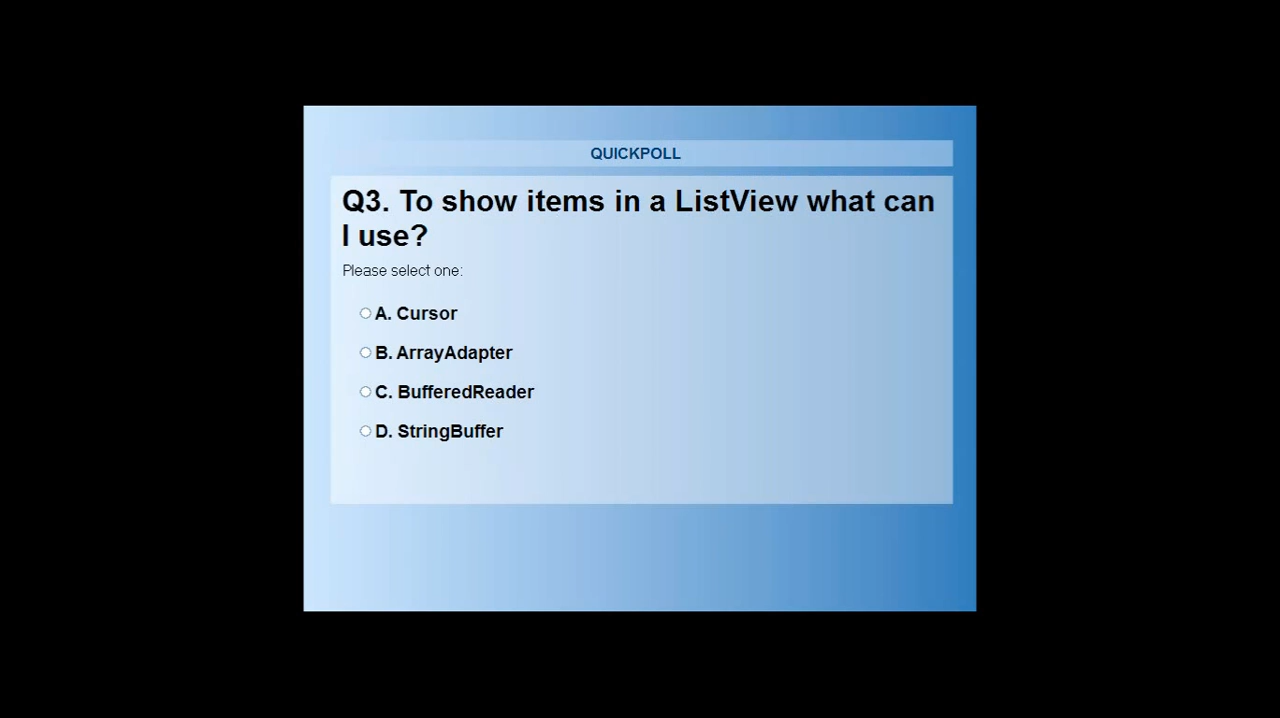 QUICKPOLL
Q3. To show items in a ListView what can
I use?
Please select one:
A. Cursor
B. ArrayAdapter
C. BufferedReader
D. StringBuffer